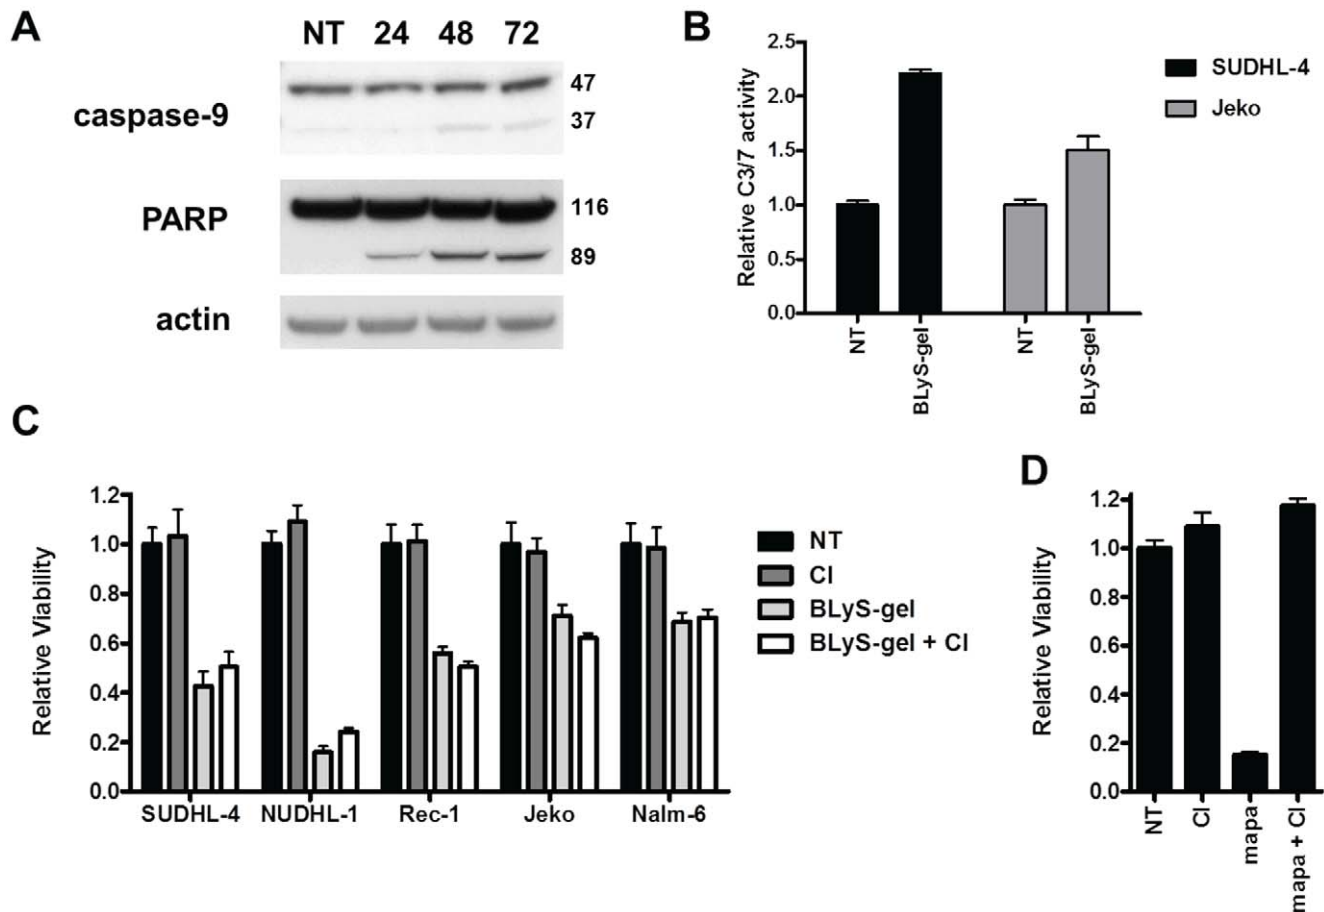 A
NT 24 48 72
caspase-9
47
37
PARP
116
89
actin
B
Relative C3/7 activity
2.5
2.0
1.5
1.0
0.5
0.0
NT
BLyS-gel
NT
BLyS-gel
SUDHL-4
Jeko
C
Relative Viability
1.2
1.0
0.8
0.6
0.4
0.2
0.0
SUDHL-4 NUDHL-1 Rec-1 Jeko Nalm-6
NT
CI
BLyS-gel
BLyS-gel + CI
D
Relative Viability
1.2
1.0
0.8
0.6
0.4
0.2
0.0
NT
CI
mapa
mapa + CI